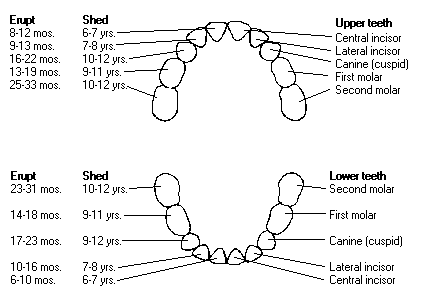 Erupt Shed Upper teeth
8-12 mos. 6-7 yrs. Central incisor
9-13 mos. 7-8 yrs. Lateral incisor
16-22 mos. 10-12 yrs. Canine (cuspid)
13-19 mos. 9-11 yrs. First molar
25-33 mos. 10-12 yrs. Second molar
Erupt Shed Lower teeth
23-31 mos. 10-12 yrs. Second molar
14-18 mos. 9-11 yrs. First molar
17-23 mos. 9-12 yrs. Canine (cuspid)
10-16 mos. 7-8 yrs. Lateral incisor
6-10 mos. 6-7 yrs. Central incisor